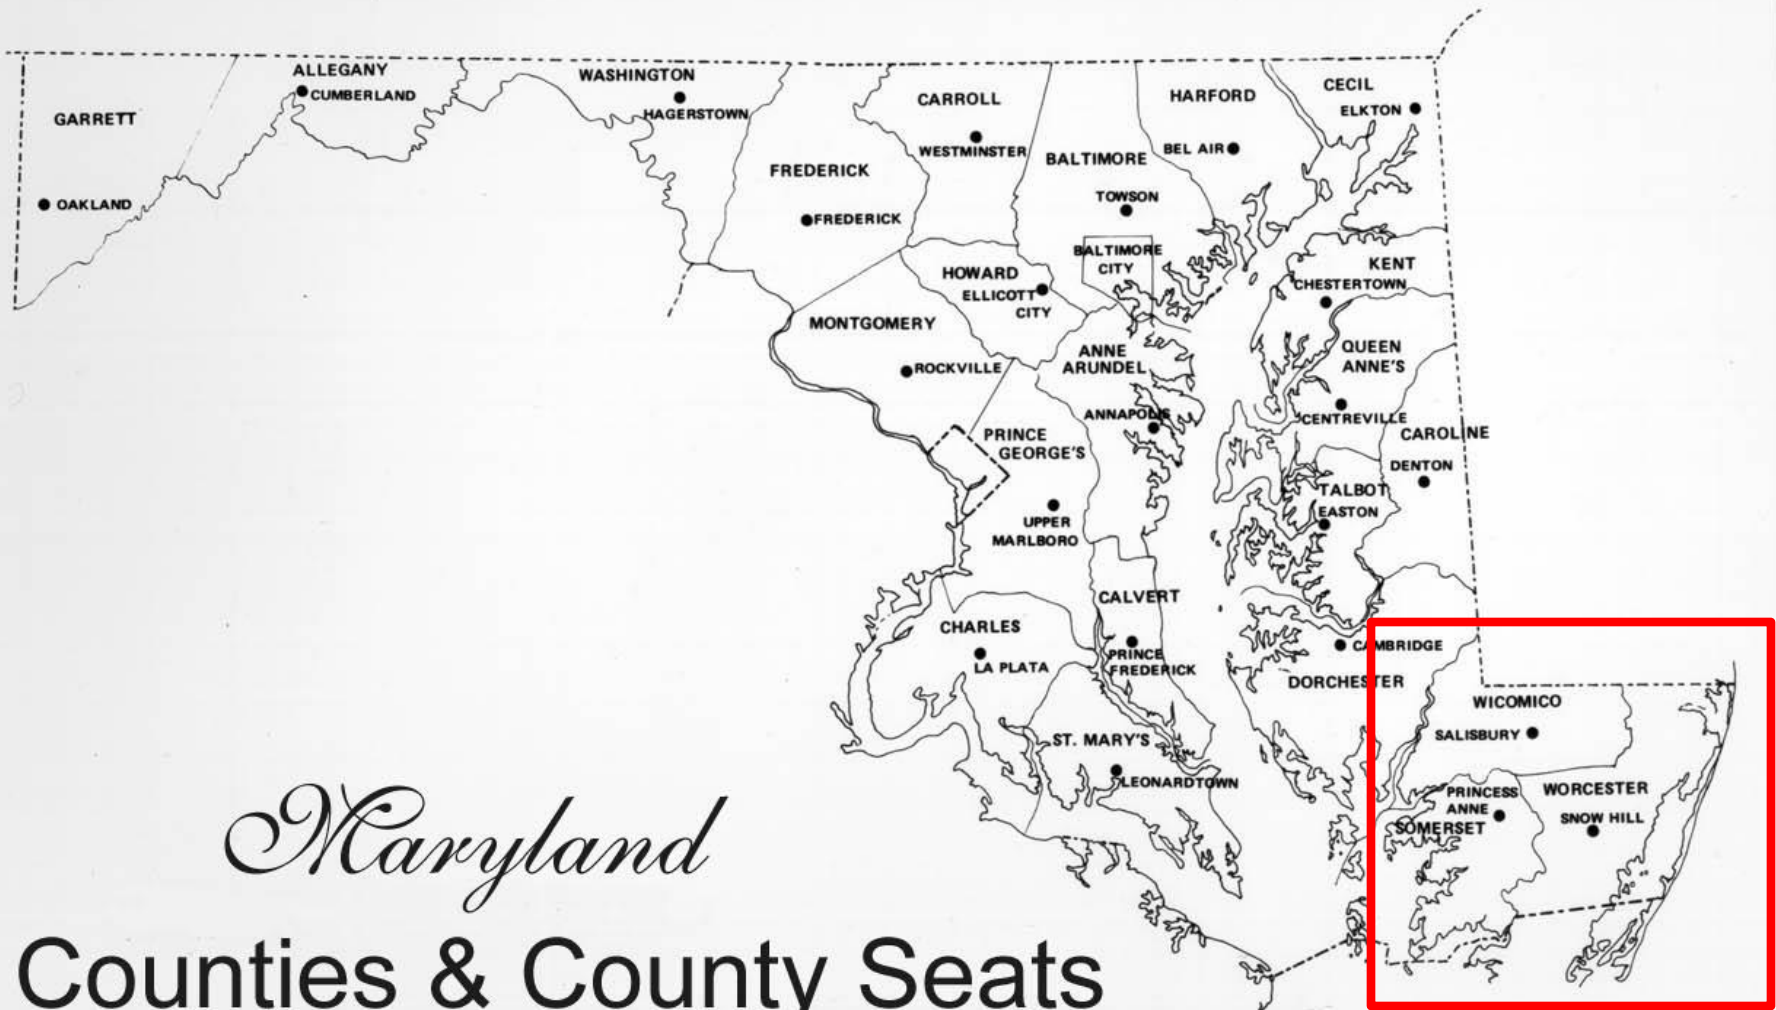 ALLEGANY
CUMBERLAND
GARRETT
OAKLAND
WASHINGTON
HAGERSTOWN
FREDERICK
FREDERICK
CARROLL
WESTMINSTER
BALTIMORE
TOWSON
BALTIMORE
CITY
HARFORD
BEL AIR
CECIL
ELKTON
HOWARD
ELLICOTT
CITY
KENT
CHESTERTOWN
MONTGOMERY
ROCKVILLE
ANNE
ARUNDEL
ANNAPOLIS
QUEEN
ANNE'S
CENTREVILLE
CAROLINE
DENTON
PRINCE
GEORGE'S
UPPER
MARLBORO
TALBOT
EASTON
CALVERT
PRINCE
FREDERICK
CHARLES
LA PLATA
CAMBRIDGE
DORCHESTER
ST. MARY'S
LEONARDTOWN
WICOMICO
SALISBURY
PRINCESS
ANNE
SOMERSET
WORCESTER
SNOW HILL
Maryland
Counties & County Seats